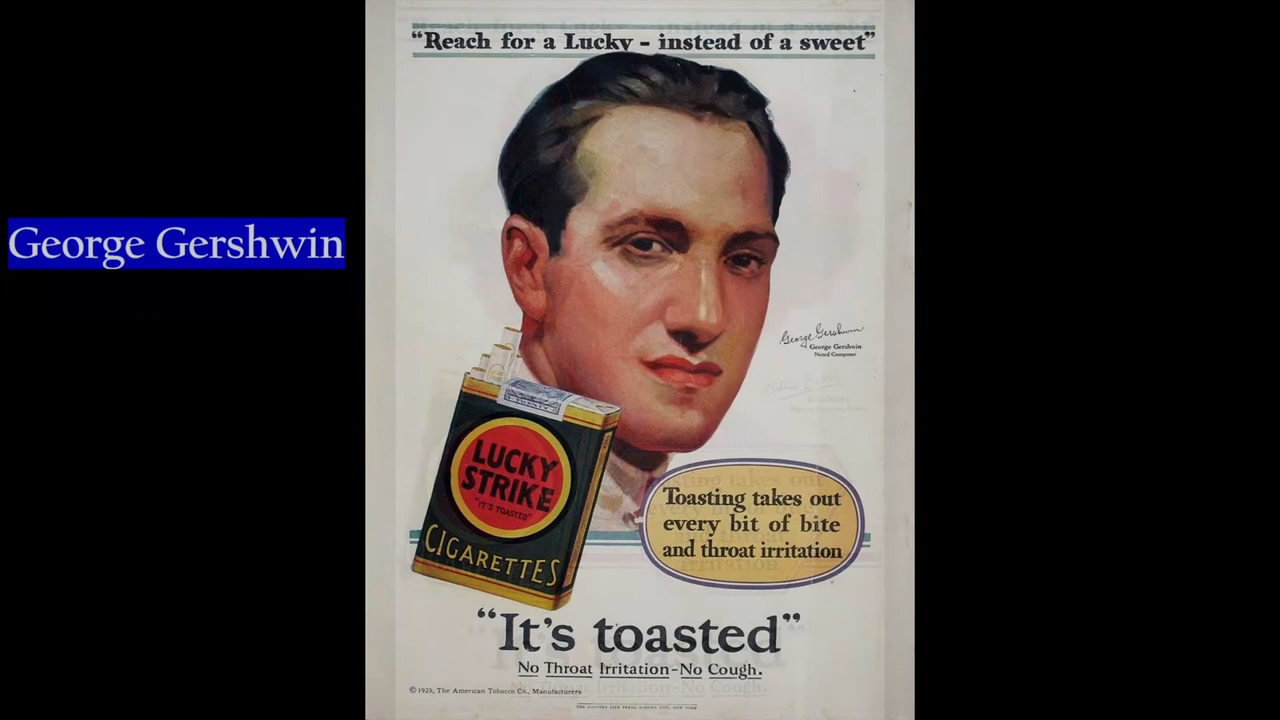 "Reach for a Lucky - instead of a sweet"
George Gershwin
George Gershwin
George Gershwin
Noted Composer
TWENTY
LUCKY
STRIKE
"IT'S TOASTED"
CIGARETTES
Toasting takes out
every bit of bite
and throat irritation
"It's toasted"
No Throat Irritation-No Cough.
©1929, The American Tobacco Co., Manufacturers